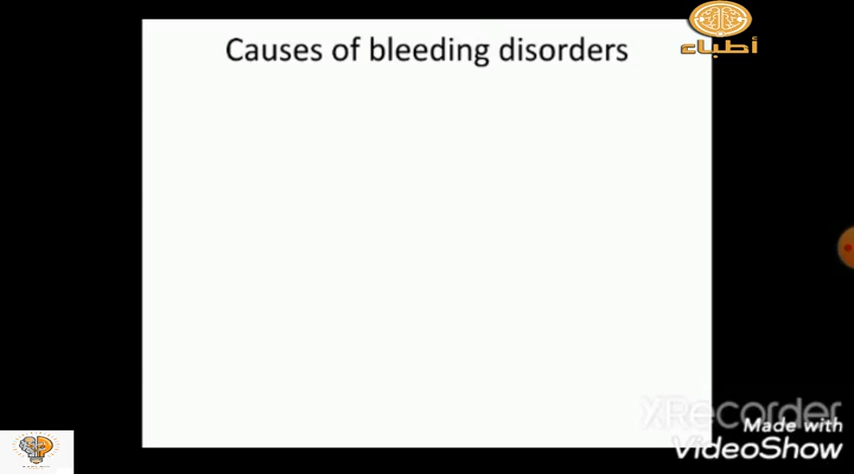 Causes of bleeding disorders
أطباء
XRecorder
Made with
VideoShow